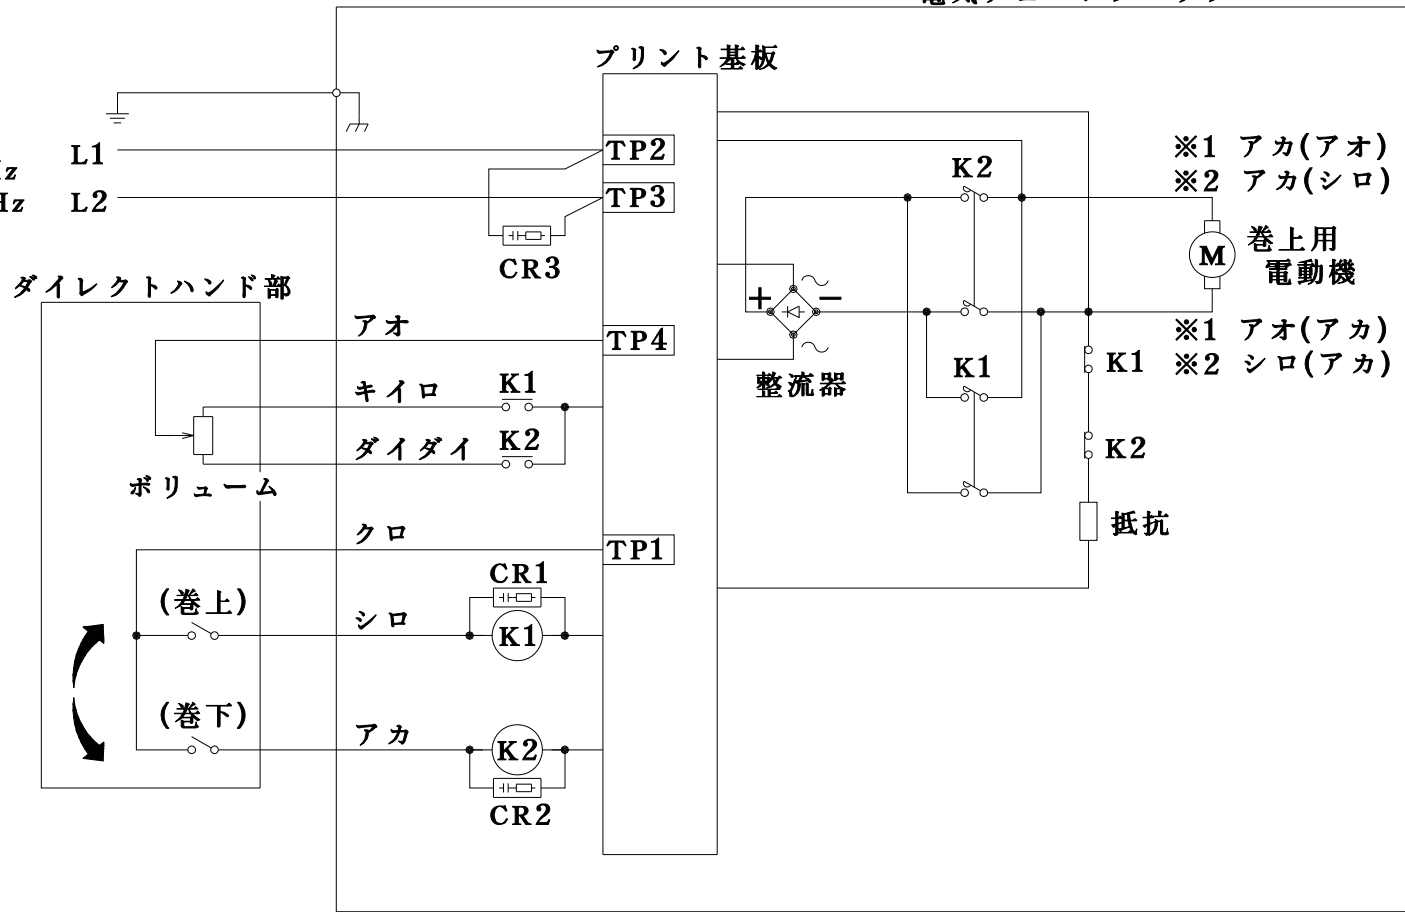 プリント基板
L1
TP2
Hz
L2
TP3
CR3
K2
※1 アカ(アオ)
※2 アカ(シロ)
M
巻上用
電動機
ダイレクトハンド部
アオ
TP4
+
−
整流器
K1
※1 アオ(アカ)
※2 シロ(アカ)
K1
キイロ
K1
ダイダイ
K2
K2
ボリューム
抵抗
クロ
TP1
CR1
(巻上)
シロ
K1
(巻下)
アカ
K2
CR2